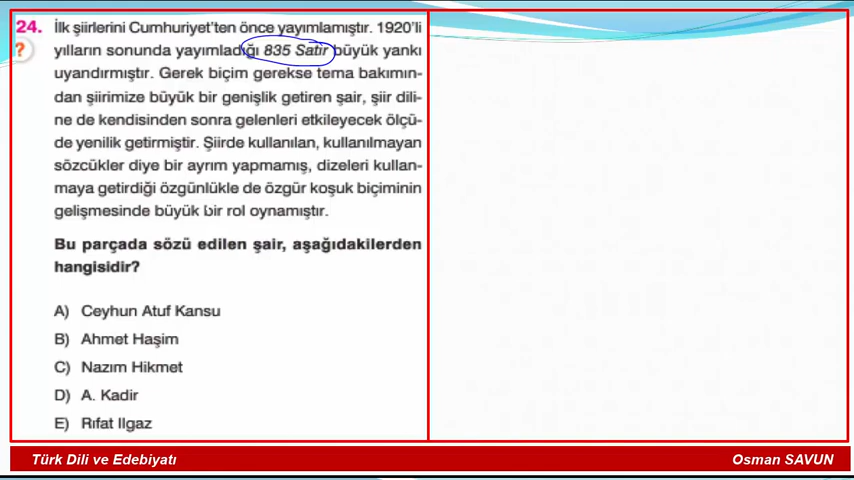 24. İlk şiirlerini Cumhuriyet'ten önce yayımlamıştır. 1920'li
? yılların sonunda yayımladığı 835 Satır büyük yankı
uyandırmıştır. Gerek biçim gerekse tema bakımın-
dan şiirimize büyük bir genişlik getiren şair, şiir dili-
ne de kendisinden sonra gelenleri etkileyecek ölçü-
de yenilik getirmiştir. Şiirde kullanılan, kullanılmayan
sözcükler diye bir ayrım yapmamış, dizeleri kullan-
maya getirdiği özgünlükle de özgür koşuk biçiminin
gelişmesinde büyük bir rol oynamıştır.
Bu parçada sözü edilen şair, aşağıdakilerden
hangisidir?
A) Ceyhun Atuf Kansu
B) Ahmet Haşim
C) Nazım Hikmet
D) A. Kadir
E) Rıfat Ilgaz
Türk Dili ve Edebiyatı
Osman SAVUN